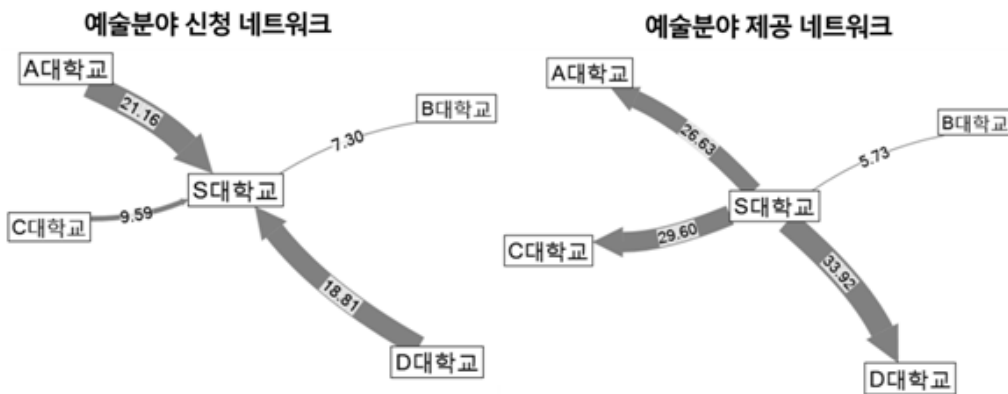 예술분야 신청 네트워크
A대학교
21.16
B대학교
7.30
S대학교
C대학교
9.59
18.81
D대학교
예술분야 제공 네트워크
A대학교
26.63
B대학교
5.73
S대학교
C대학교
29.60
33.92
D대학교